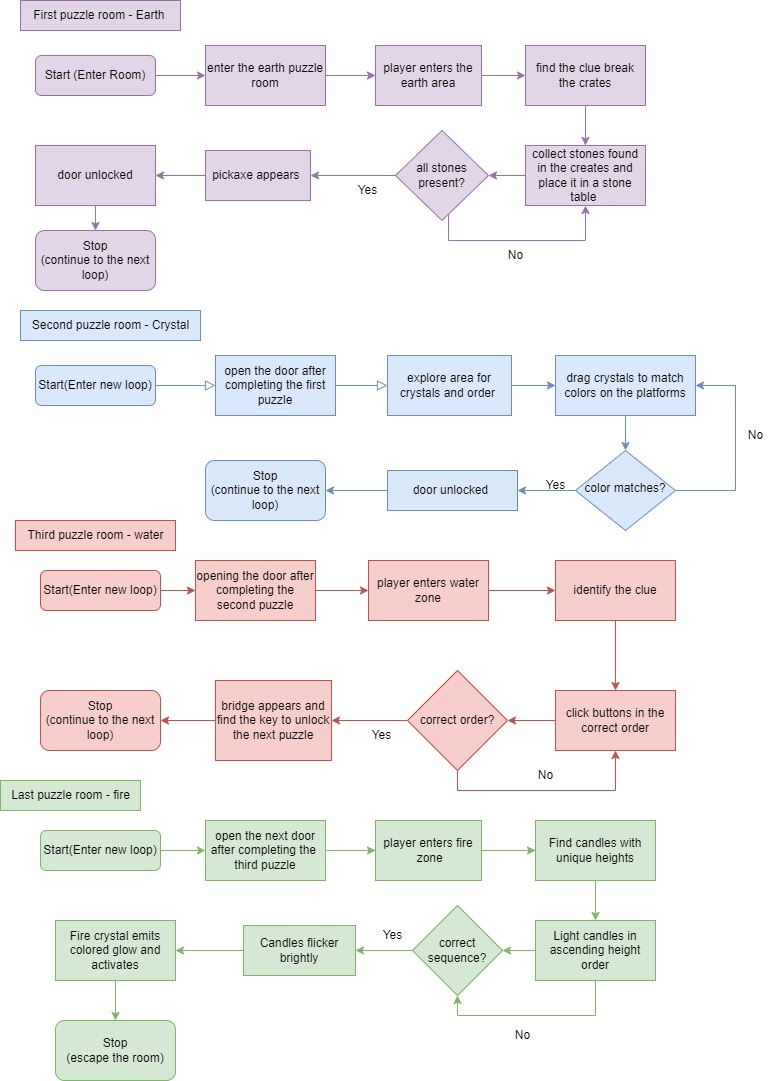 First puzzle room - Earth
Start (Enter Room)
enter the earth puzzle
room
player enters the
earth area
find the clue break
the crates
door unlocked
pickaxe appears
Yes
all stones
present?
collect stones found
in the creates and
place it in a stone
table
No
Stop
(continue to the next
loop)
Second puzzle room - Crystal
Start(Enter new loop)
open the door after
completing the first
puzzle
explore area for
crystals and order
drag crystals to match
colors on the platforms
No
Stop
(continue to the next
loop)
door unlocked
Yes
color matches?
Third puzzle room - water
Start(Enter new loop)
opening the door after
completing the
second puzzle
player enters water
zone
identify the clue
Stop
(continue to the next
loop)
bridge appears and
find the key to unlock
the next puzzle
Yes
correct order?
click buttons in the
correct order
No
Last puzzle room - fire
Start(Enter new loop)
open the next door
after completing the
third puzzle
player enters fire
zone
Find candles with
unique heights
Fire crystal emits
colored glow and
activates
Candles flicker
brightly
Yes
correct
sequence?
Light candles in
ascending height
order
No
Stop
(escape the room)